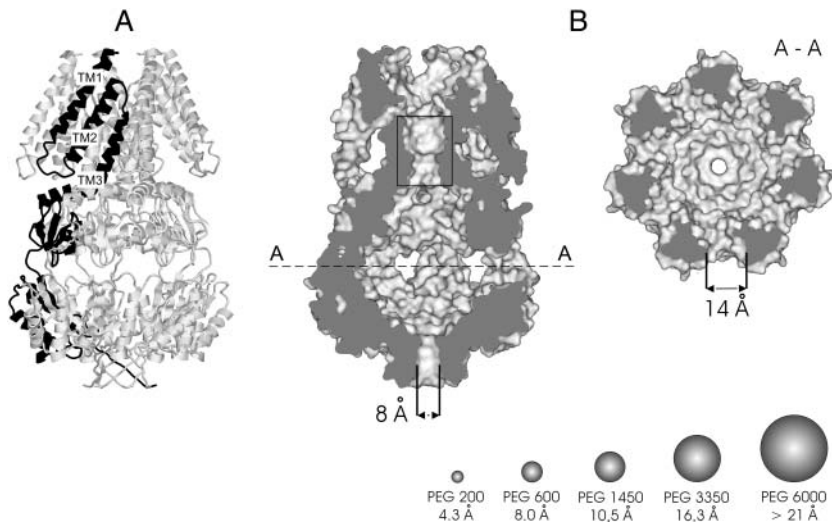 A
B
TM1
TM2
TM3
A - A
A
A
14 Å
8 Å
PEG 200
4.3 Å
PEG 600
8.0 Å
PEG 1450
10,5 Å
PEG 3350
16,3 Å
PEG 6000
> 21 Å